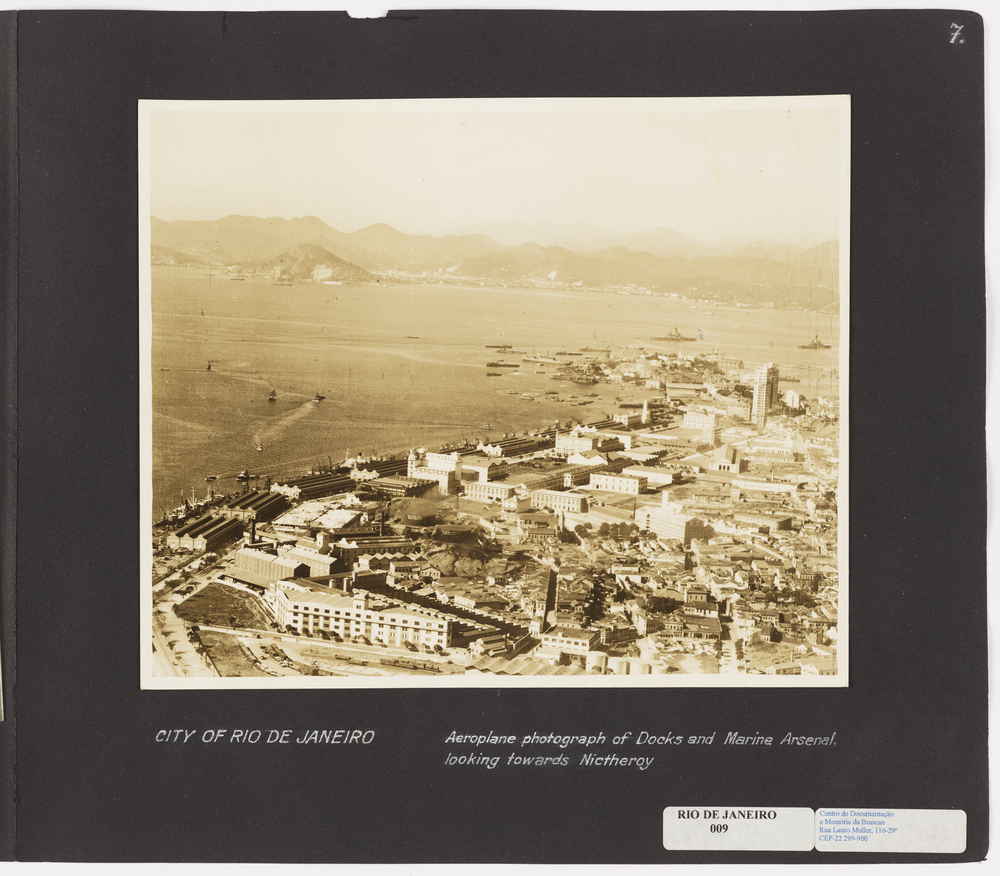 7.
CITY OF RIO DE JANEIRO
Aeroplane photograph of Docks and Marine Arsenal,
looking towards Nictheroy
RIO DE JANEIRO
009
Centro de Documentação
e Memória da Brascan
Rua Lauro Muller, 116-29º
CEP-22.299-900